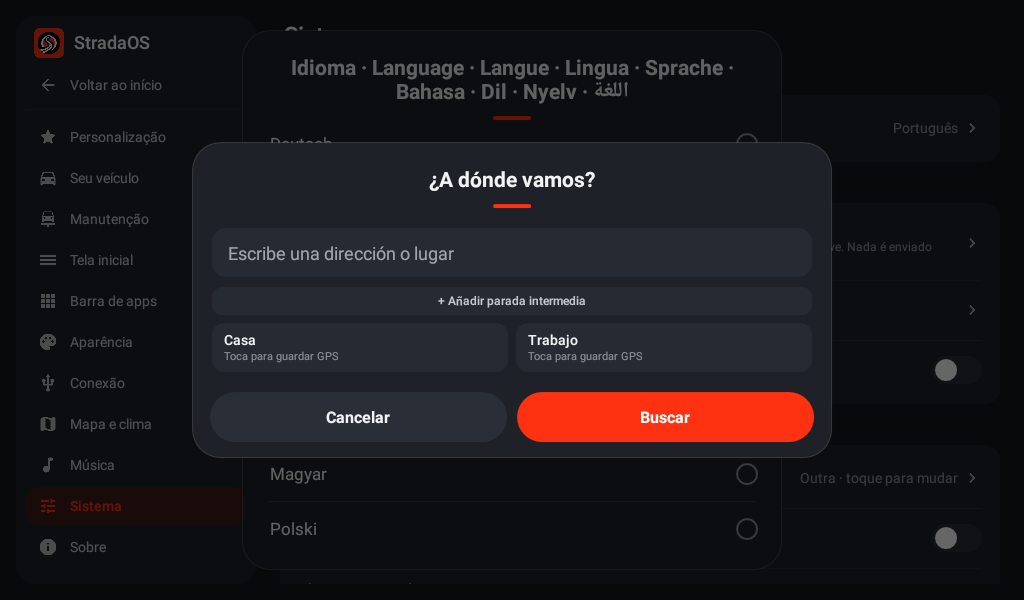 StradaOS
Voltar ao início
Personalização
Seu veículo
Manutenção
Tela inicial
Barra de apps
Aparência
Conexão
Mapa e clima
Música
Sistema
Sobre
Idioma · Language · Langue · Lingua · Sprache ·
Bahasa · Dil · Nyelv · اللغة
Português
¿A dónde vamos?
Escribe una dirección o lugar
+ Añadir parada intermedia
Casa
Toca para guardar GPS
Trabajo
Toca para guardar GPS
Cancelar
Buscar
Nada é enviado
Magyar
Polski
Outra · toque para mudar